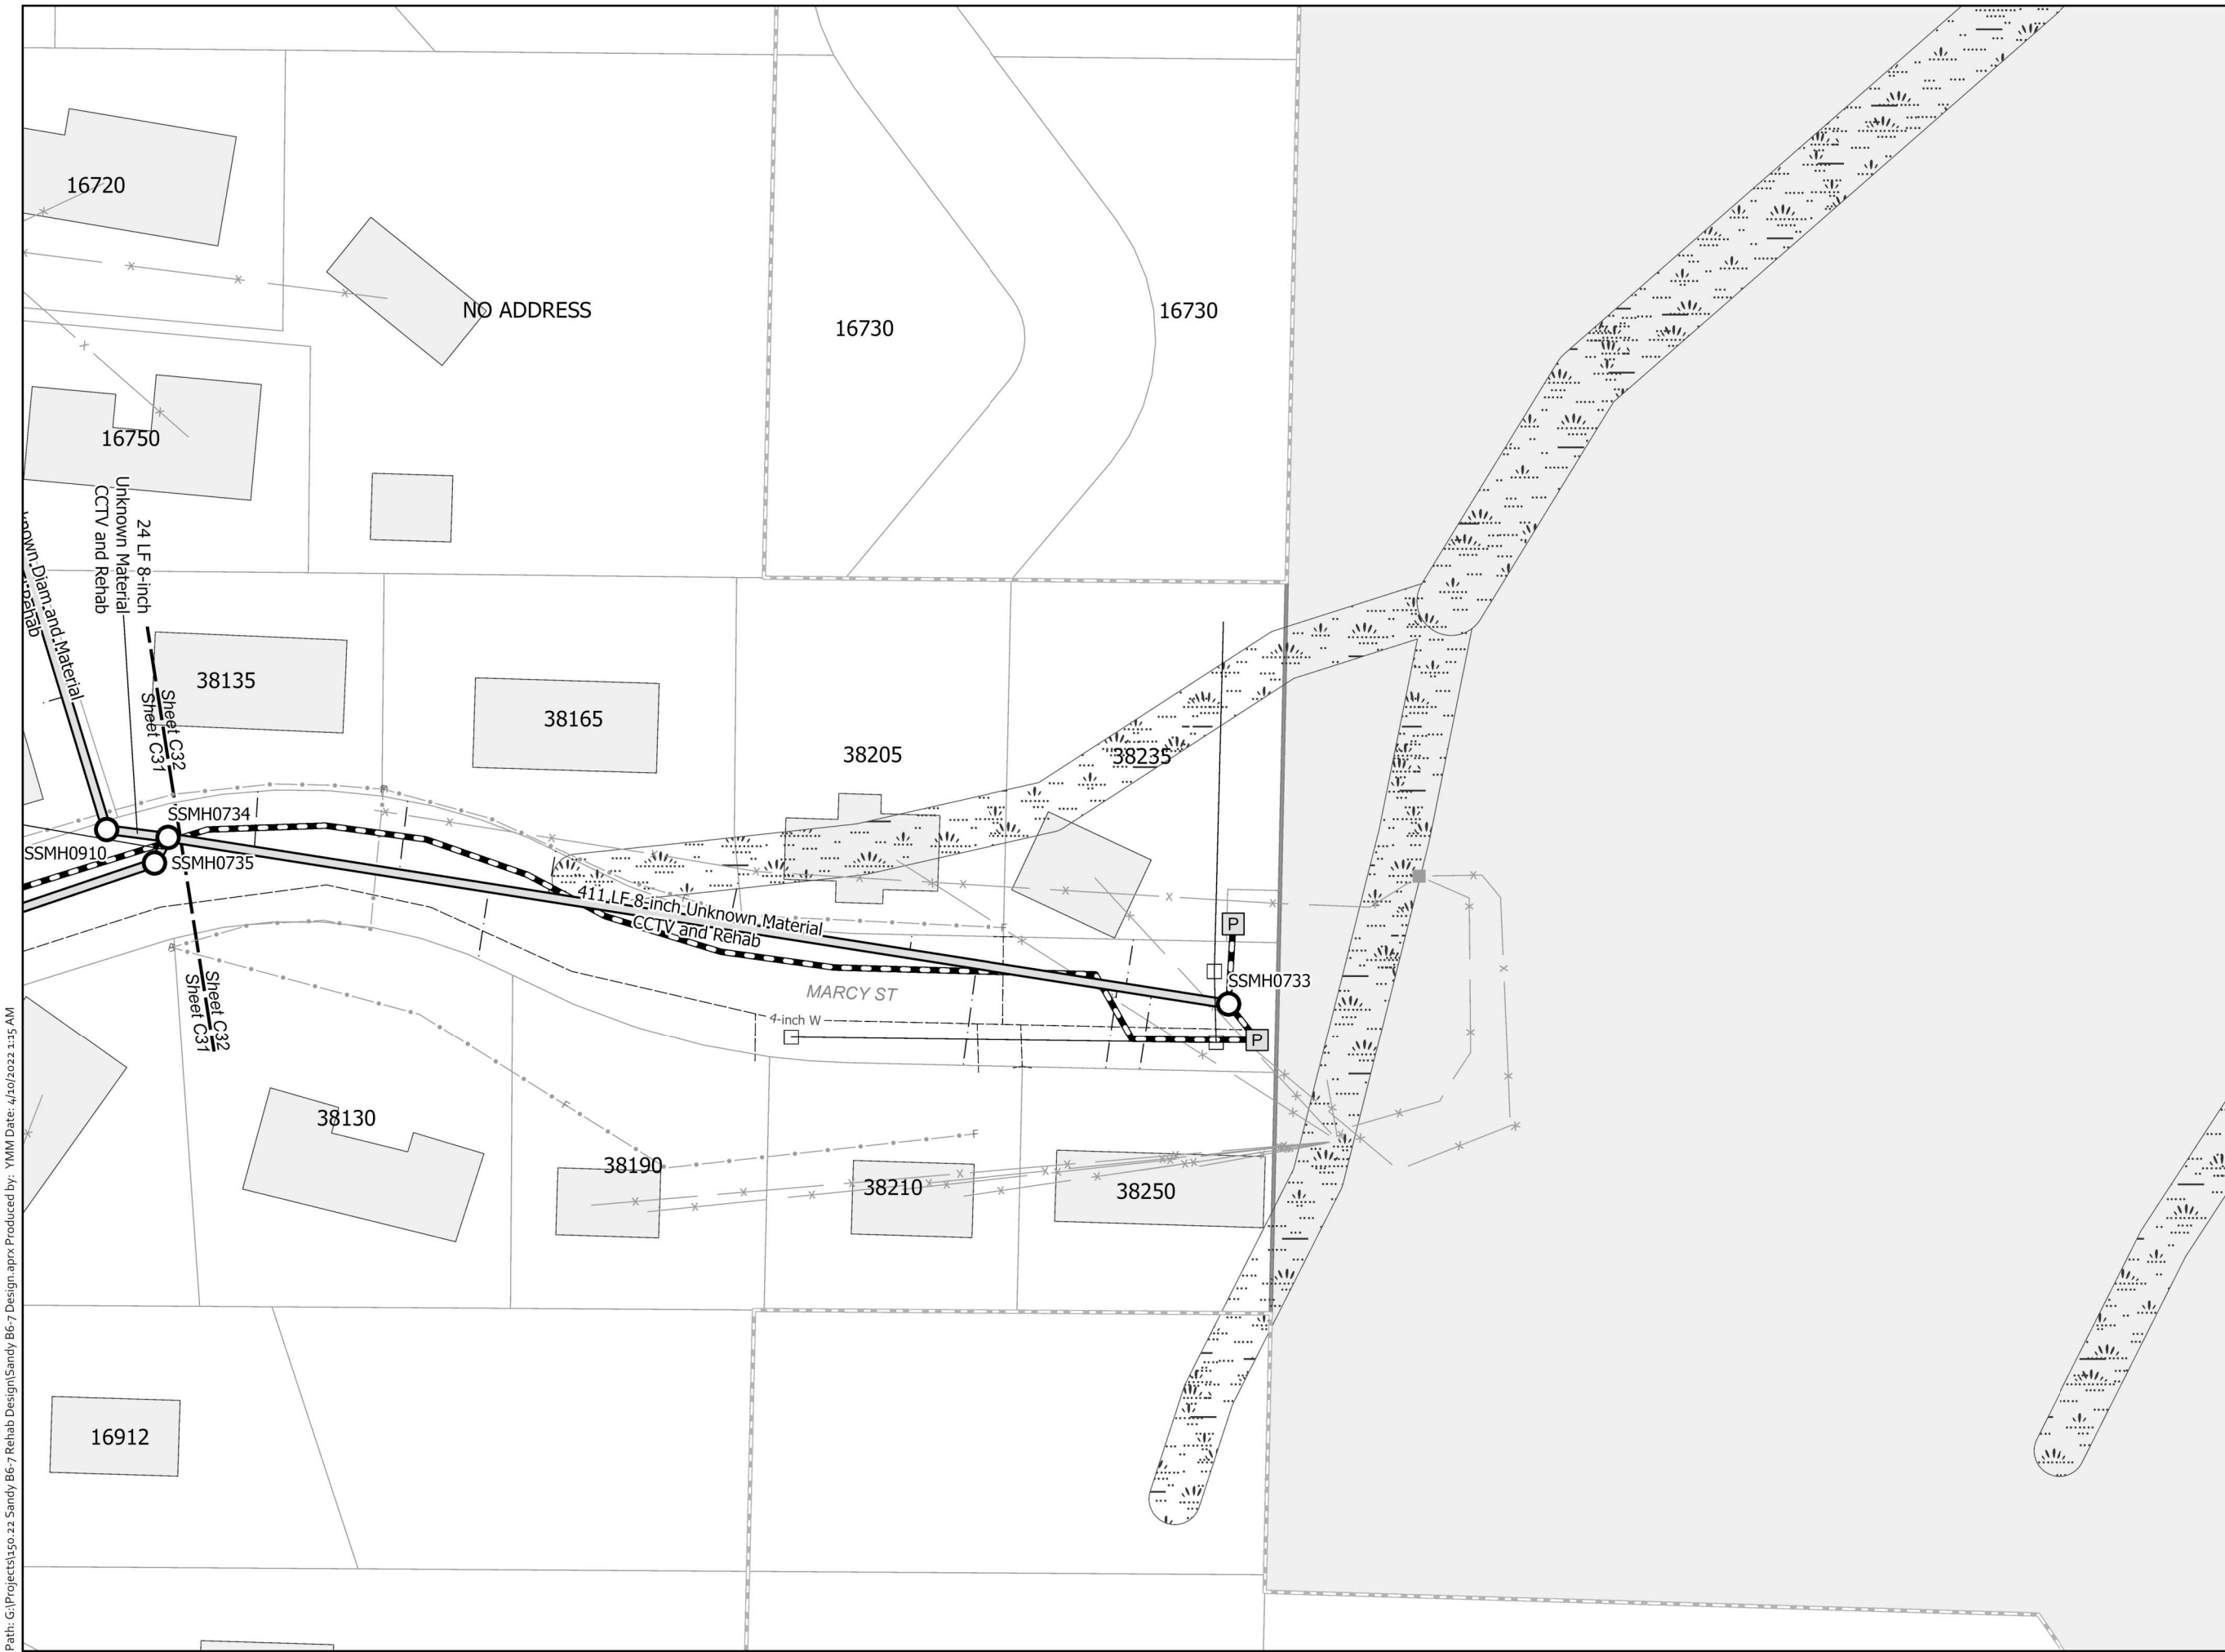 16720
NO ADDRESS
16730
16730
16750
24 LF 8-inch
Unknown Material
CCTV and Rehab
Diam and Material
Rehab
38135
38165
38205
38235
Sheet C32
Sheet C31
SSMH0734
SSMH0910
SSMH0735
411 LF 8-inch Unknown Material
CCTV and Rehab
P
SSMH0733
MARCY ST
4-inch W
P
Sheet C32
Sheet C31
38130
38190
38210
38250
F
F
F
16912
Path: G:\Projects\150.22 Sandy B6-7 Rehab Design\Sandy B6-7 Design.aprx Produced by: YMM Date: 4/10/2022 1:15 AM